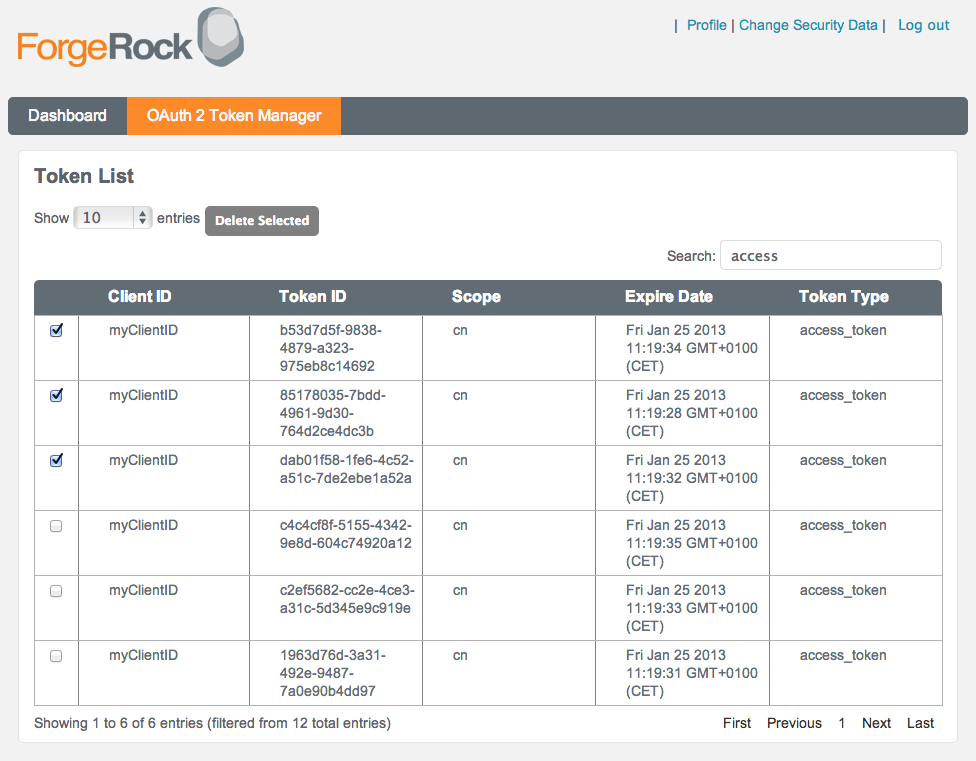 ForgeRock
| Profile | Change Security Data | Log out
Dashboard OAuth 2 Token Manager
Token List
Show 10 entries Delete Selected
Search: access
Client ID Token ID Scope Expire Date Token Type
myClientID b53d7d5f-9838- cn Fri Jan 25 2013 access_token
4879-a323- 11:19:34 GMT+0100
975eb8c14692 (CET)
myClientID 85178035-7bdd- cn Fri Jan 25 2013 access_token
4961-9d30- 11:19:28 GMT+0100
764d2ce4dc3b (CET)
myClientID dab01f58-1fe6-4c52- cn Fri Jan 25 2013 access_token
a51c-7de2ebe1a52a 11:19:32 GMT+0100
(CET)
myClientID c4c4cf8f-5155-4342- cn Fri Jan 25 2013 access_token
9e8d-604c74920a12 11:19:35 GMT+0100
(CET)
myClientID c2ef5682-cc2e-4ce3- cn Fri Jan 25 2013 access_token
a31c-5d345e9c919e 11:19:33 GMT+0100
(CET)
myClientID 1963d76d-3a31- cn Fri Jan 25 2013 access_token
492e-9487- 11:19:31 GMT+0100
7a0e90b4dd97 (CET)
Showing 1 to 6 of 6 entries (filtered from 12 total entries) First Previous 1 Next Last